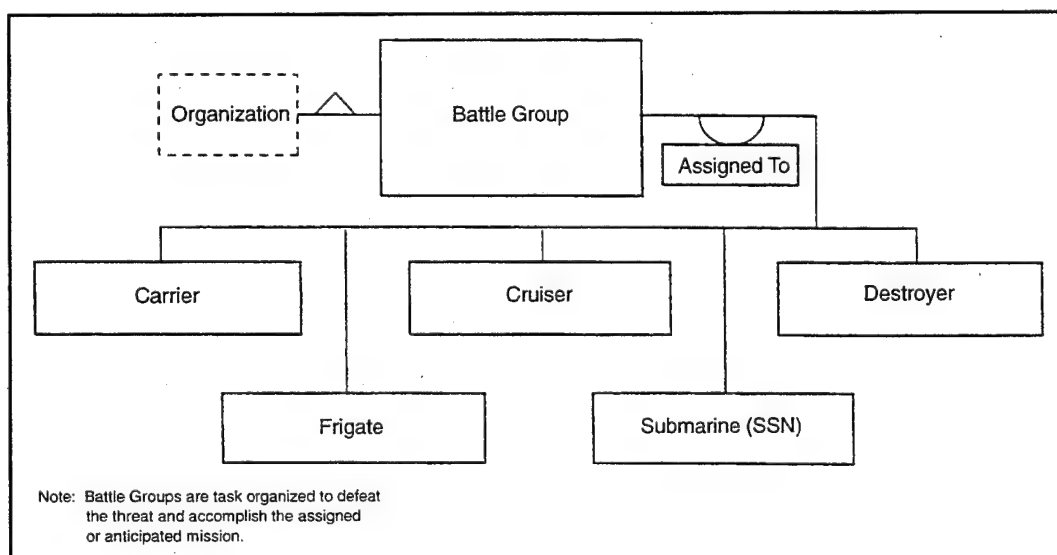 Organization
Battle Group
Assigned To
Carrier
Cruiser
Destroyer
Frigate
Submarine (SSN)
Note: Battle Groups are task organized to defeat
the threat and accomplish the assigned
or anticipated mission.